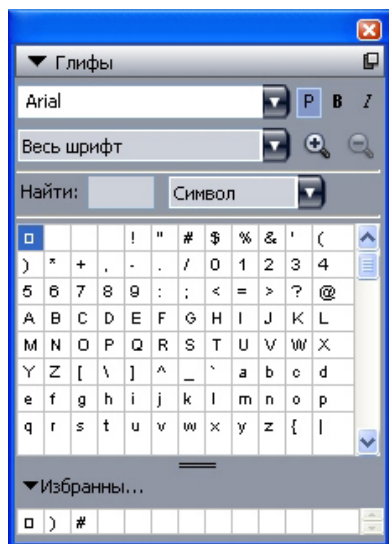 Глифы
Arial P B I
Весь шрифт
Найти: Символ
¤ ! " # $ % & ' (
) * + , - . / 0 1 2 3 4
5 6 7 8 9 : ; < = > ? @
A B C D E F G H I J K L
M N O P Q R S T U V W X
Y Z [ \ ] ^ _ ` a b c d
e f g h i j k l m n o p
q r s t u v w x y z { |
Избранны...
¤ ) #